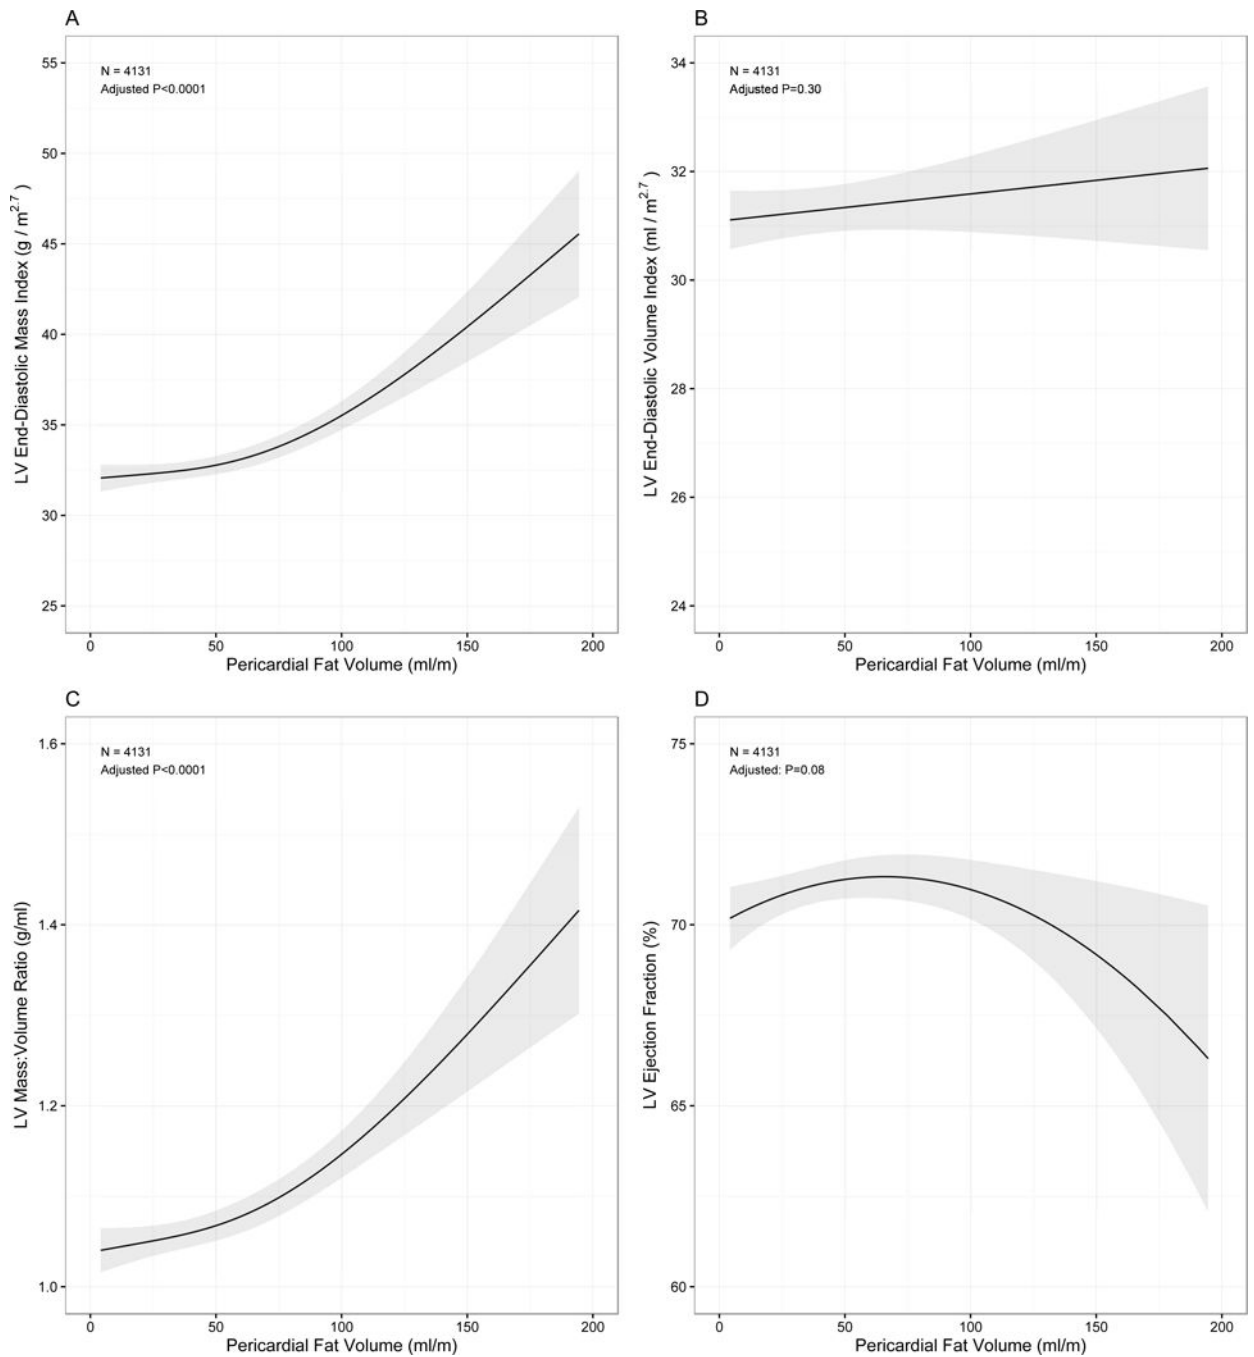 A
N = 4131
Adjusted P<0.0001
55
50
45
40
35
30
25
LV End-Diastolic Mass Index (g / m^2.7 )
0 50 100 150 200
Pericardial Fat Volume (ml/m)
B
N = 4131
Adjusted P=0.30
34
32
30
28
26
24
LV End-Diastolic Volume Index (ml / m^2.7 )
0 50 100 150 200
Pericardial Fat Volume (ml/m)
C
N = 4131
Adjusted P<0.0001
1.6
1.4
1.2
1.0
LV Mass:Volume Ratio (g/ml)
0 50 100 150 200
Pericardial Fat Volume (ml/m)
D
N = 4131
Adjusted: P=0.08
75
70
65
60
LV Ejection Fraction (%)
0 50 100 150 200
Pericardial Fat Volume (ml/m)